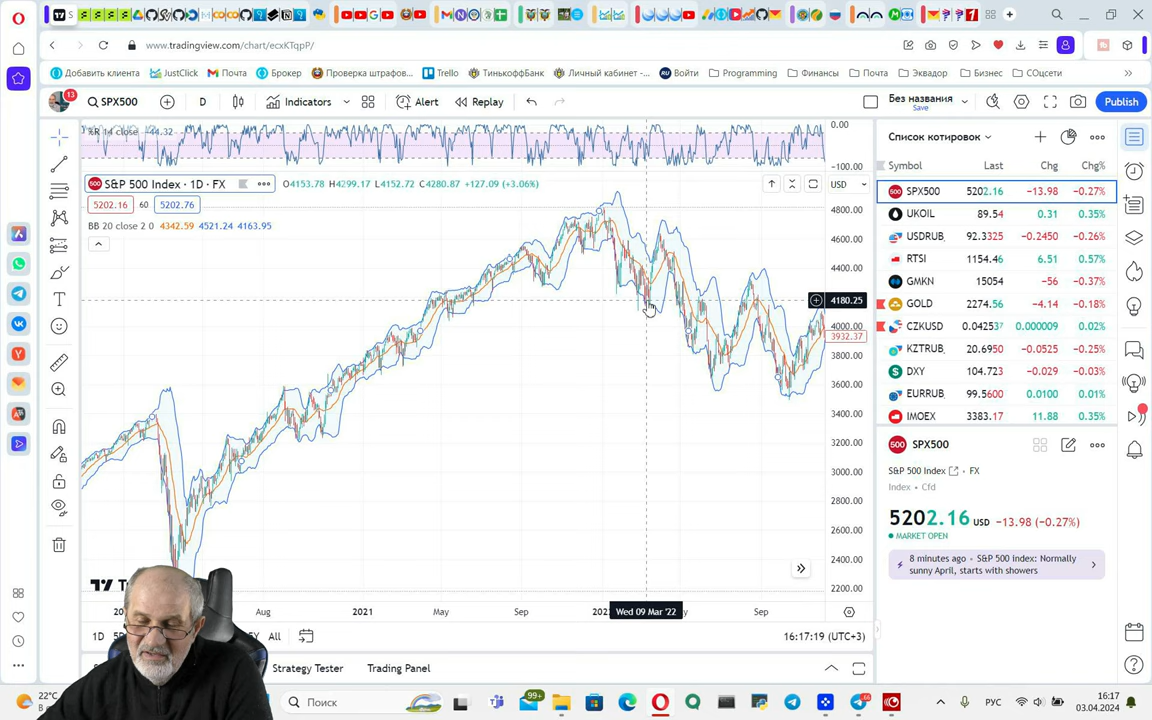 www.tradingview.com/chart/ecxKTqpP/
Добавить клиента
JustClick
Почта
Брокер
Проверка штрафов...
Trello
ТинькоффБанк
Личный кабинет -...
Войти
Programming
Финансы
Почта
Эквадор
Бизнес
СОцсети
13
SPX500
D
Indicators
Alert
Replay
Без названия
Save
Publish
%R 14 close -44.32
0.00
-100.00
S&P 500 Index · 1D · FX
O4153.78 H4299.17 L4152.72 C4280.87 +127.09 (+3.06%)
USD
5202.16 60 5202.76
BB 20 close 2 0 4342.59 4521.24 4163.95
4800.00
4600.00
4400.00
4180.25
4000.00
3932.37
3800.00
3600.00
3400.00
3200.00
3000.00
2800.00
2600.00
2400.00
2200.00
Aug
2021
May
Sep
Wed 09 Mar '22
Sep
1D
All
16:17:19 (UTC+3)
Strategy Tester
Trading Panel
Список котировок
Symbol Last Chg Chg%
SPX500 5202.16 −13.98 −0.27%
UKOIL 89.54 0.31 0.35%
USDRUB, 92.3325 −0.2450 −0.26%
RTSI 1154.46 6.51 0.57%
GMKN 15054 −56 −0.37%
GOLD 2274.56 −4.14 −0.18%
CZKUSD 0.04253⁷ 0.000009 0.02%
KZTRUB, 20.6950 −0.0525 −0.25%
DXY 104.723 −0.029 −0.03%
EURRUB, 99.5600 0.0100 0.01%
IMOEX 3383.17 11.88 0.35%
500 SPX500
S&P 500 Index · FX
Index · Cfd
5202.16 USD −13.98 (−0.27%)
MARKET OPEN
8 minutes ago · S&P 500 index: Normally
sunny April, starts with showers
22°C
Поиск
99+
РУС
16:17
03.04.2024